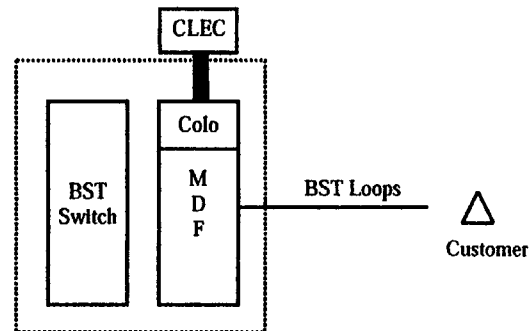 CLEC
Colo
BST
Switch
M
D
F
BST Loops
Customer